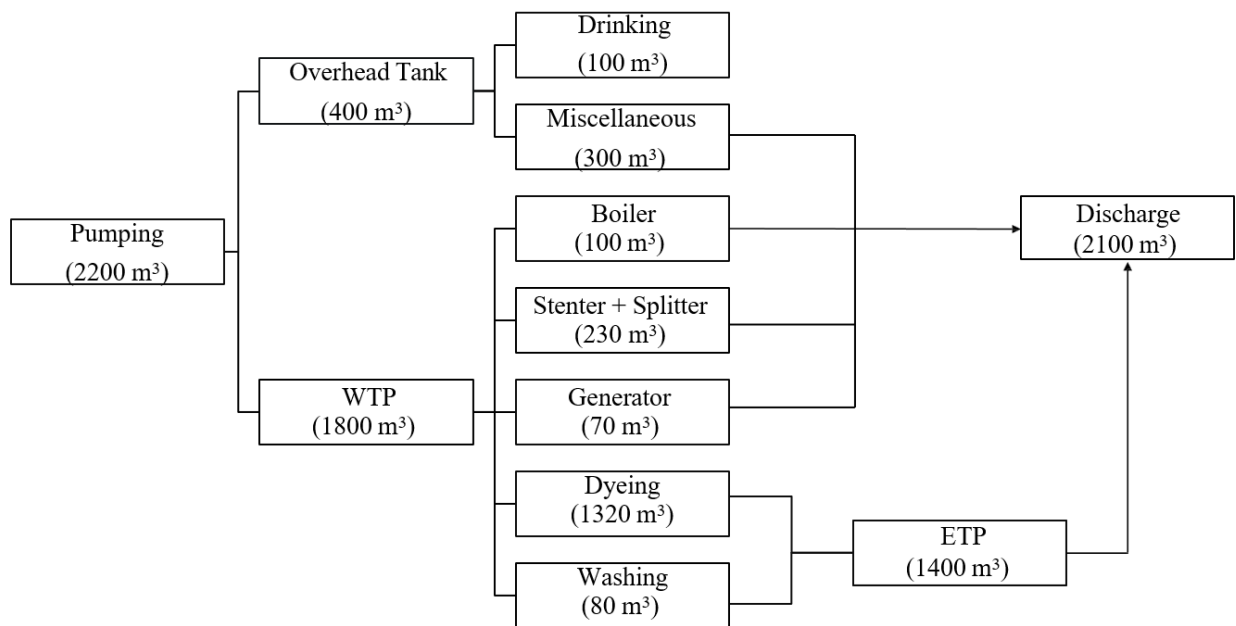 Drinking
(100 m³)
Overhead Tank
(400 m³)
Miscellaneous
(300 m³)
Pumping
(2200 m³)
Boiler
(100 m³)
Discharge
(2100 m³)
Stenter + Splitter
(230 m³)
WTP
(1800 m³)
Generator
(70 m³)
Dyeing
(1320 m³)
ETP
(1400 m³)
Washing
(80 m³)